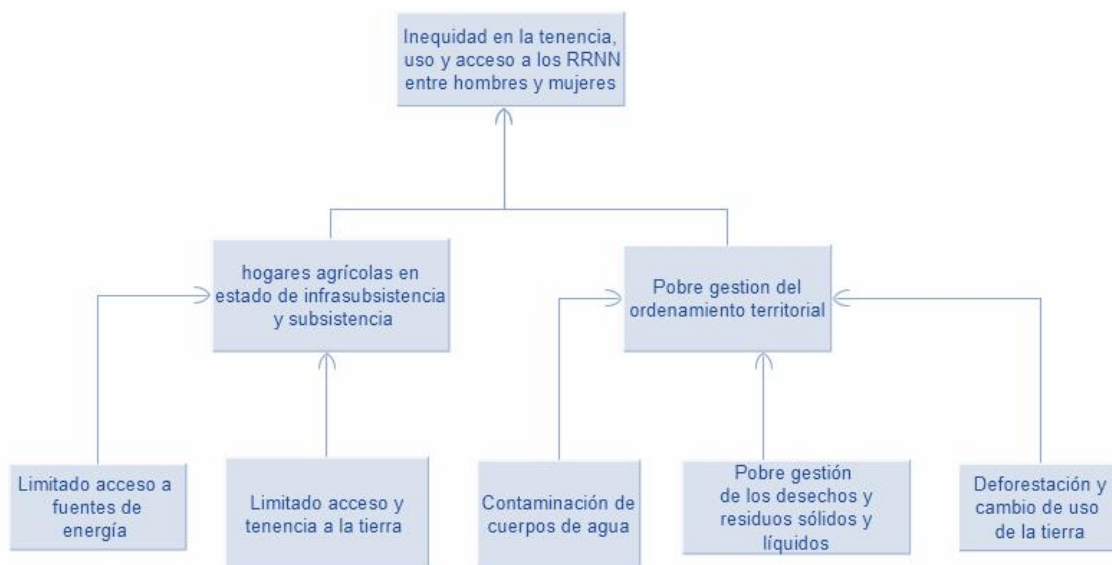 Inequidad en la tenencia,
uso y acceso a los RRNN
entre hombres y mujeres
hogares agrícolas en
estado de infrasubsistencia
y subsistencia
Pobre gestion del
ordenamiento territorial
Limitado acceso a
fuentes de
energía
Limitado acceso y
tenencia a la tierra
Contaminación de
cuerpos de agua
Pobre gestión
de los desechos y
residuos sólidos y
líquidos
Deforestación y
cambio de uso
de la tierra